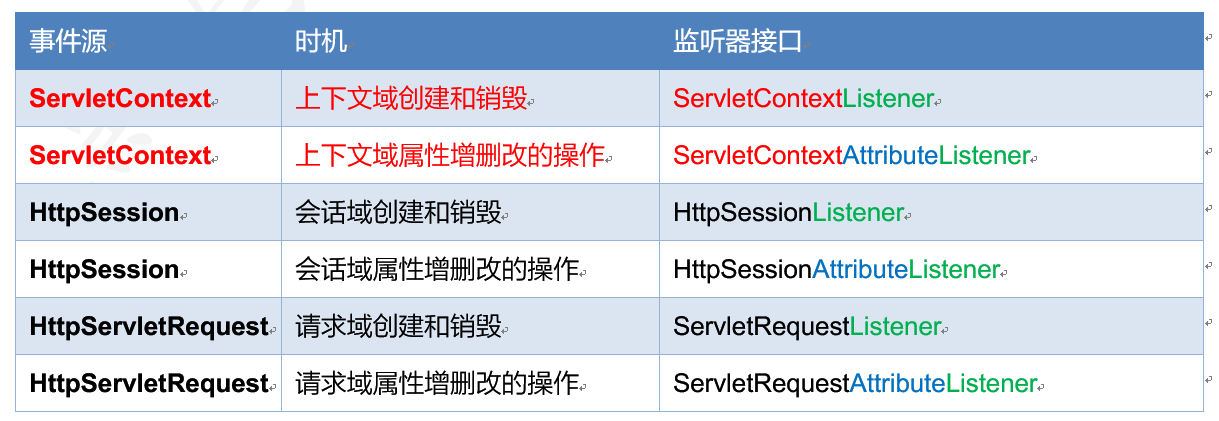 事件源 时机 监听器接口
ServletContext 上下文域创建和销毁 ServletContextListener
ServletContext 上下文域属性增删改的操作 ServletContextAttributeListener
HttpSession 会话域创建和销毁 HttpSessionListener
HttpSession 会话域属性增删改的操作 HttpSessionAttributeListener
HttpServletRequest 请求域创建和销毁 ServletRequestListener
HttpServletRequest 请求域属性增删改的操作 ServletRequestAttributeListener